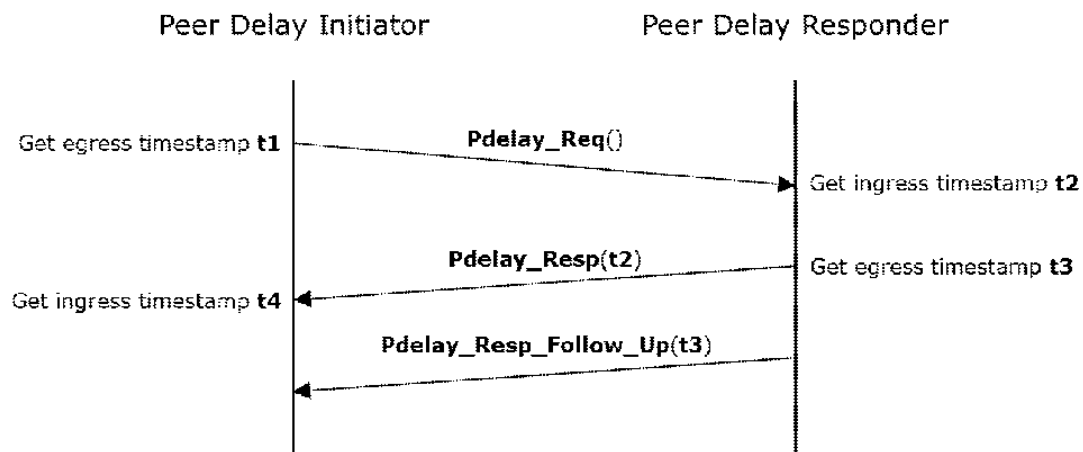 Peer Delay Initiator
Peer Delay Responder
Get egress timestamp t1
Pdelay_Req()
Get ingress timestamp t2
Pdelay_Resp(t2)
Get egress timestamp t3
Get ingress timestamp t4
Pdelay_Resp_Follow_Up(t3)